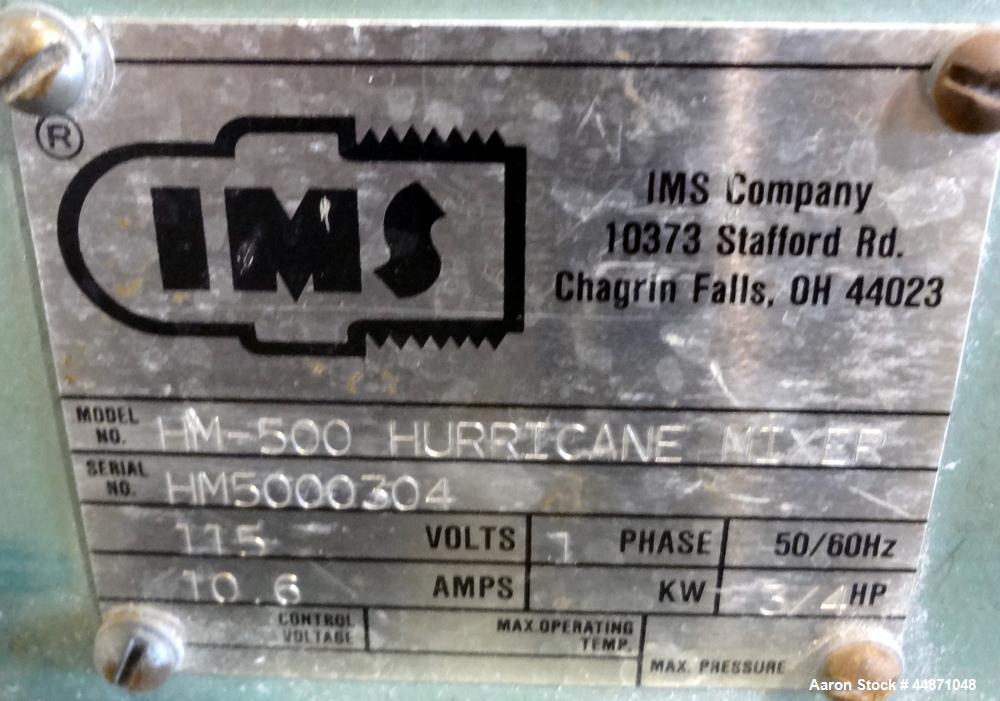 ®
IMS
IMS Company
10373 Stafford Rd.
Chagrin Falls, OH 44023
MODEL NO. HM-500 HURRICANE MIXER
SERIAL NO. HM5000304
115 VOLTS 1 PHASE 50/60Hz
10.6 AMPS KW 3/4 HP
CONTROL VOLTAGE MAX. OPERATING TEMP. MAX. PRESSURE
Aaron Stock # 44871048